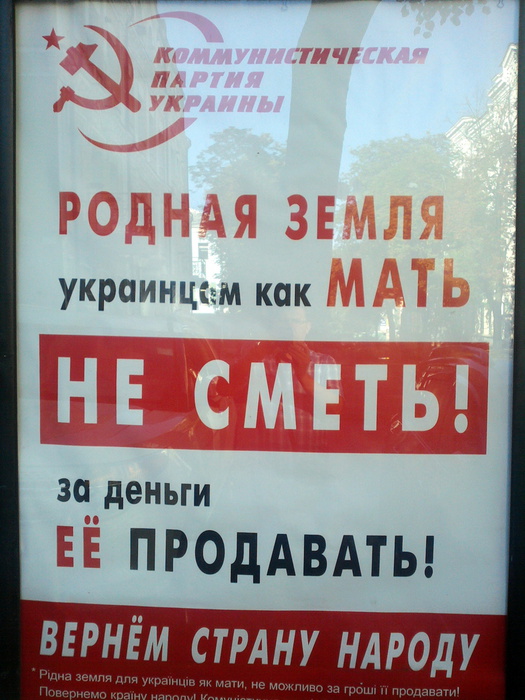 КОММУНИСТИЧЕСКАЯ
ПАРТИЯ
УКРАИНЫ
РОДНАЯ ЗЕМЛЯ
украинцам как МАТЬ
НЕ СМЕТЬ!
за деньги
ЕЁ ПРОДАВАТЬ!
ВЕРНЁМ СТРАНУ НАРОДУ
* Рідна земля для українців як мати, не можливо за гроші її продавати!
Повернемо країну народу!